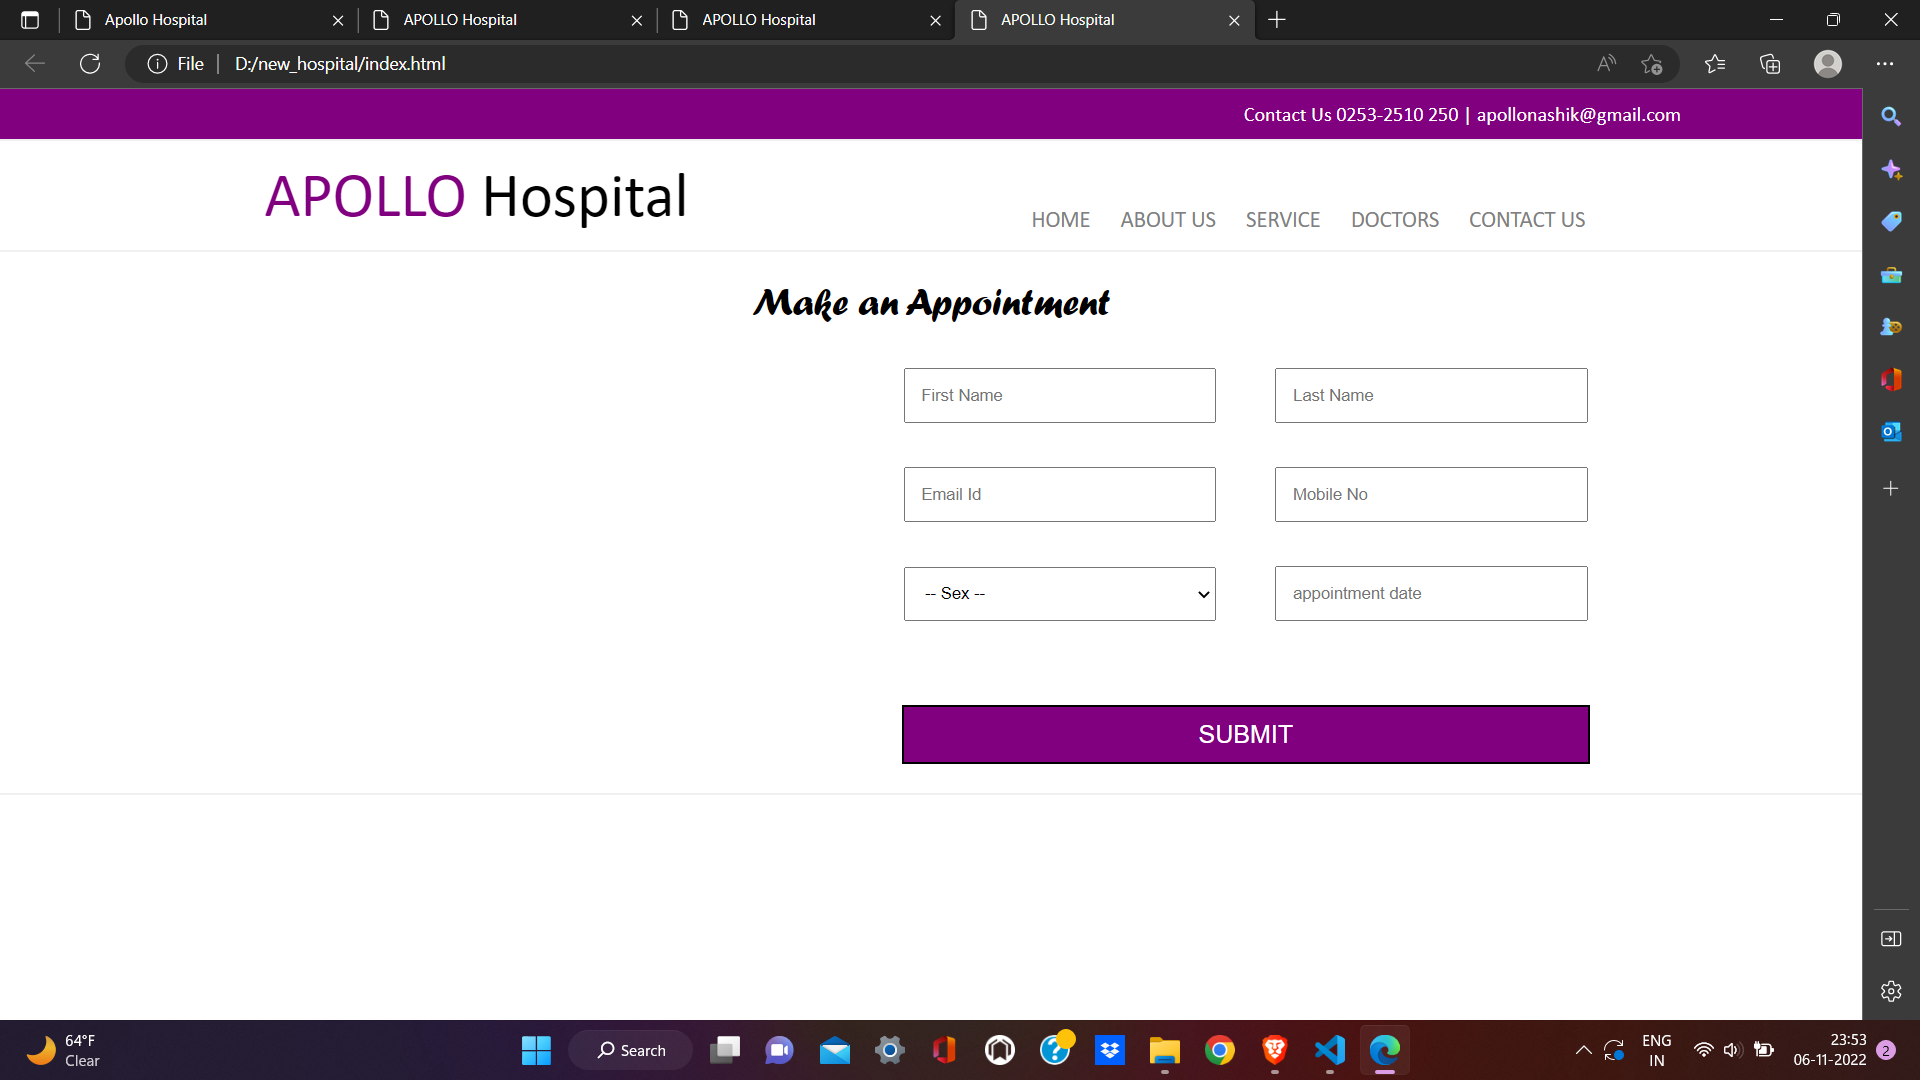 Apollo Hospital
APOLLO Hospital
APOLLO Hospital
APOLLO Hospital
File
D:/new_hospital/index.html
Contact Us 0253-2510 250 | apollonashik@gmail.com
APOLLO Hospital
HOME ABOUT US SERVICE DOCTORS CONTACT US
Make an Appointment
First Name
Last Name
Email Id
Mobile No
-- Sex --
appointment date
SUBMIT
64°F
Clear
Search
ENG
IN
23:53
06-11-2022
2